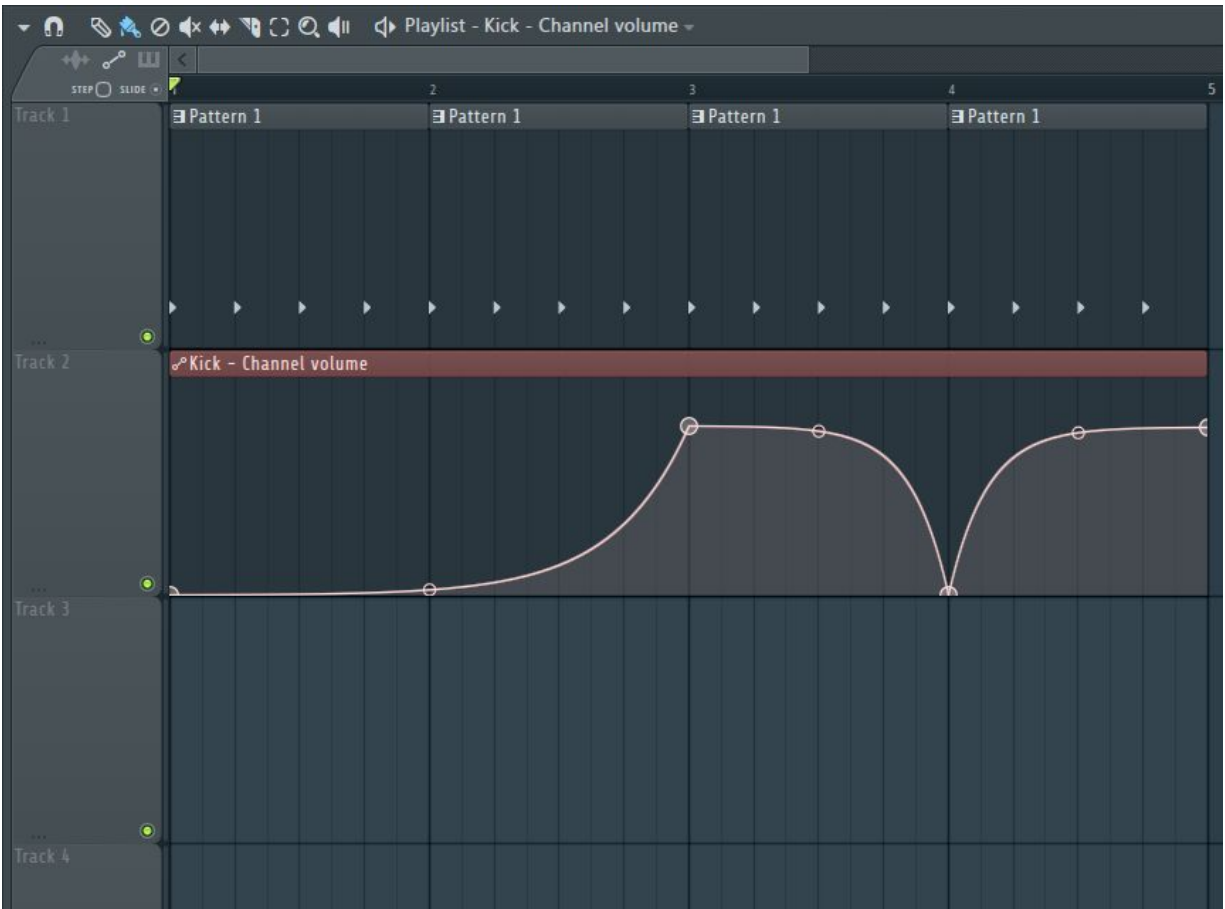 Playlist - Kick - Channel volume
STEP SLIDE
1 2 3 4 5
Track 1
Pattern 1 Pattern 1 Pattern 1 Pattern 1
Track 2
Kick - Channel volume
Track 3
Track 4